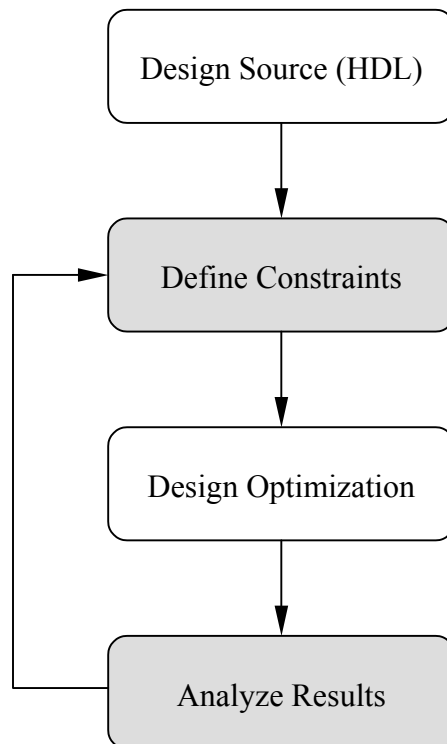 Design Source (HDL)
Define Constraints
Design Optimization
Analyze Results